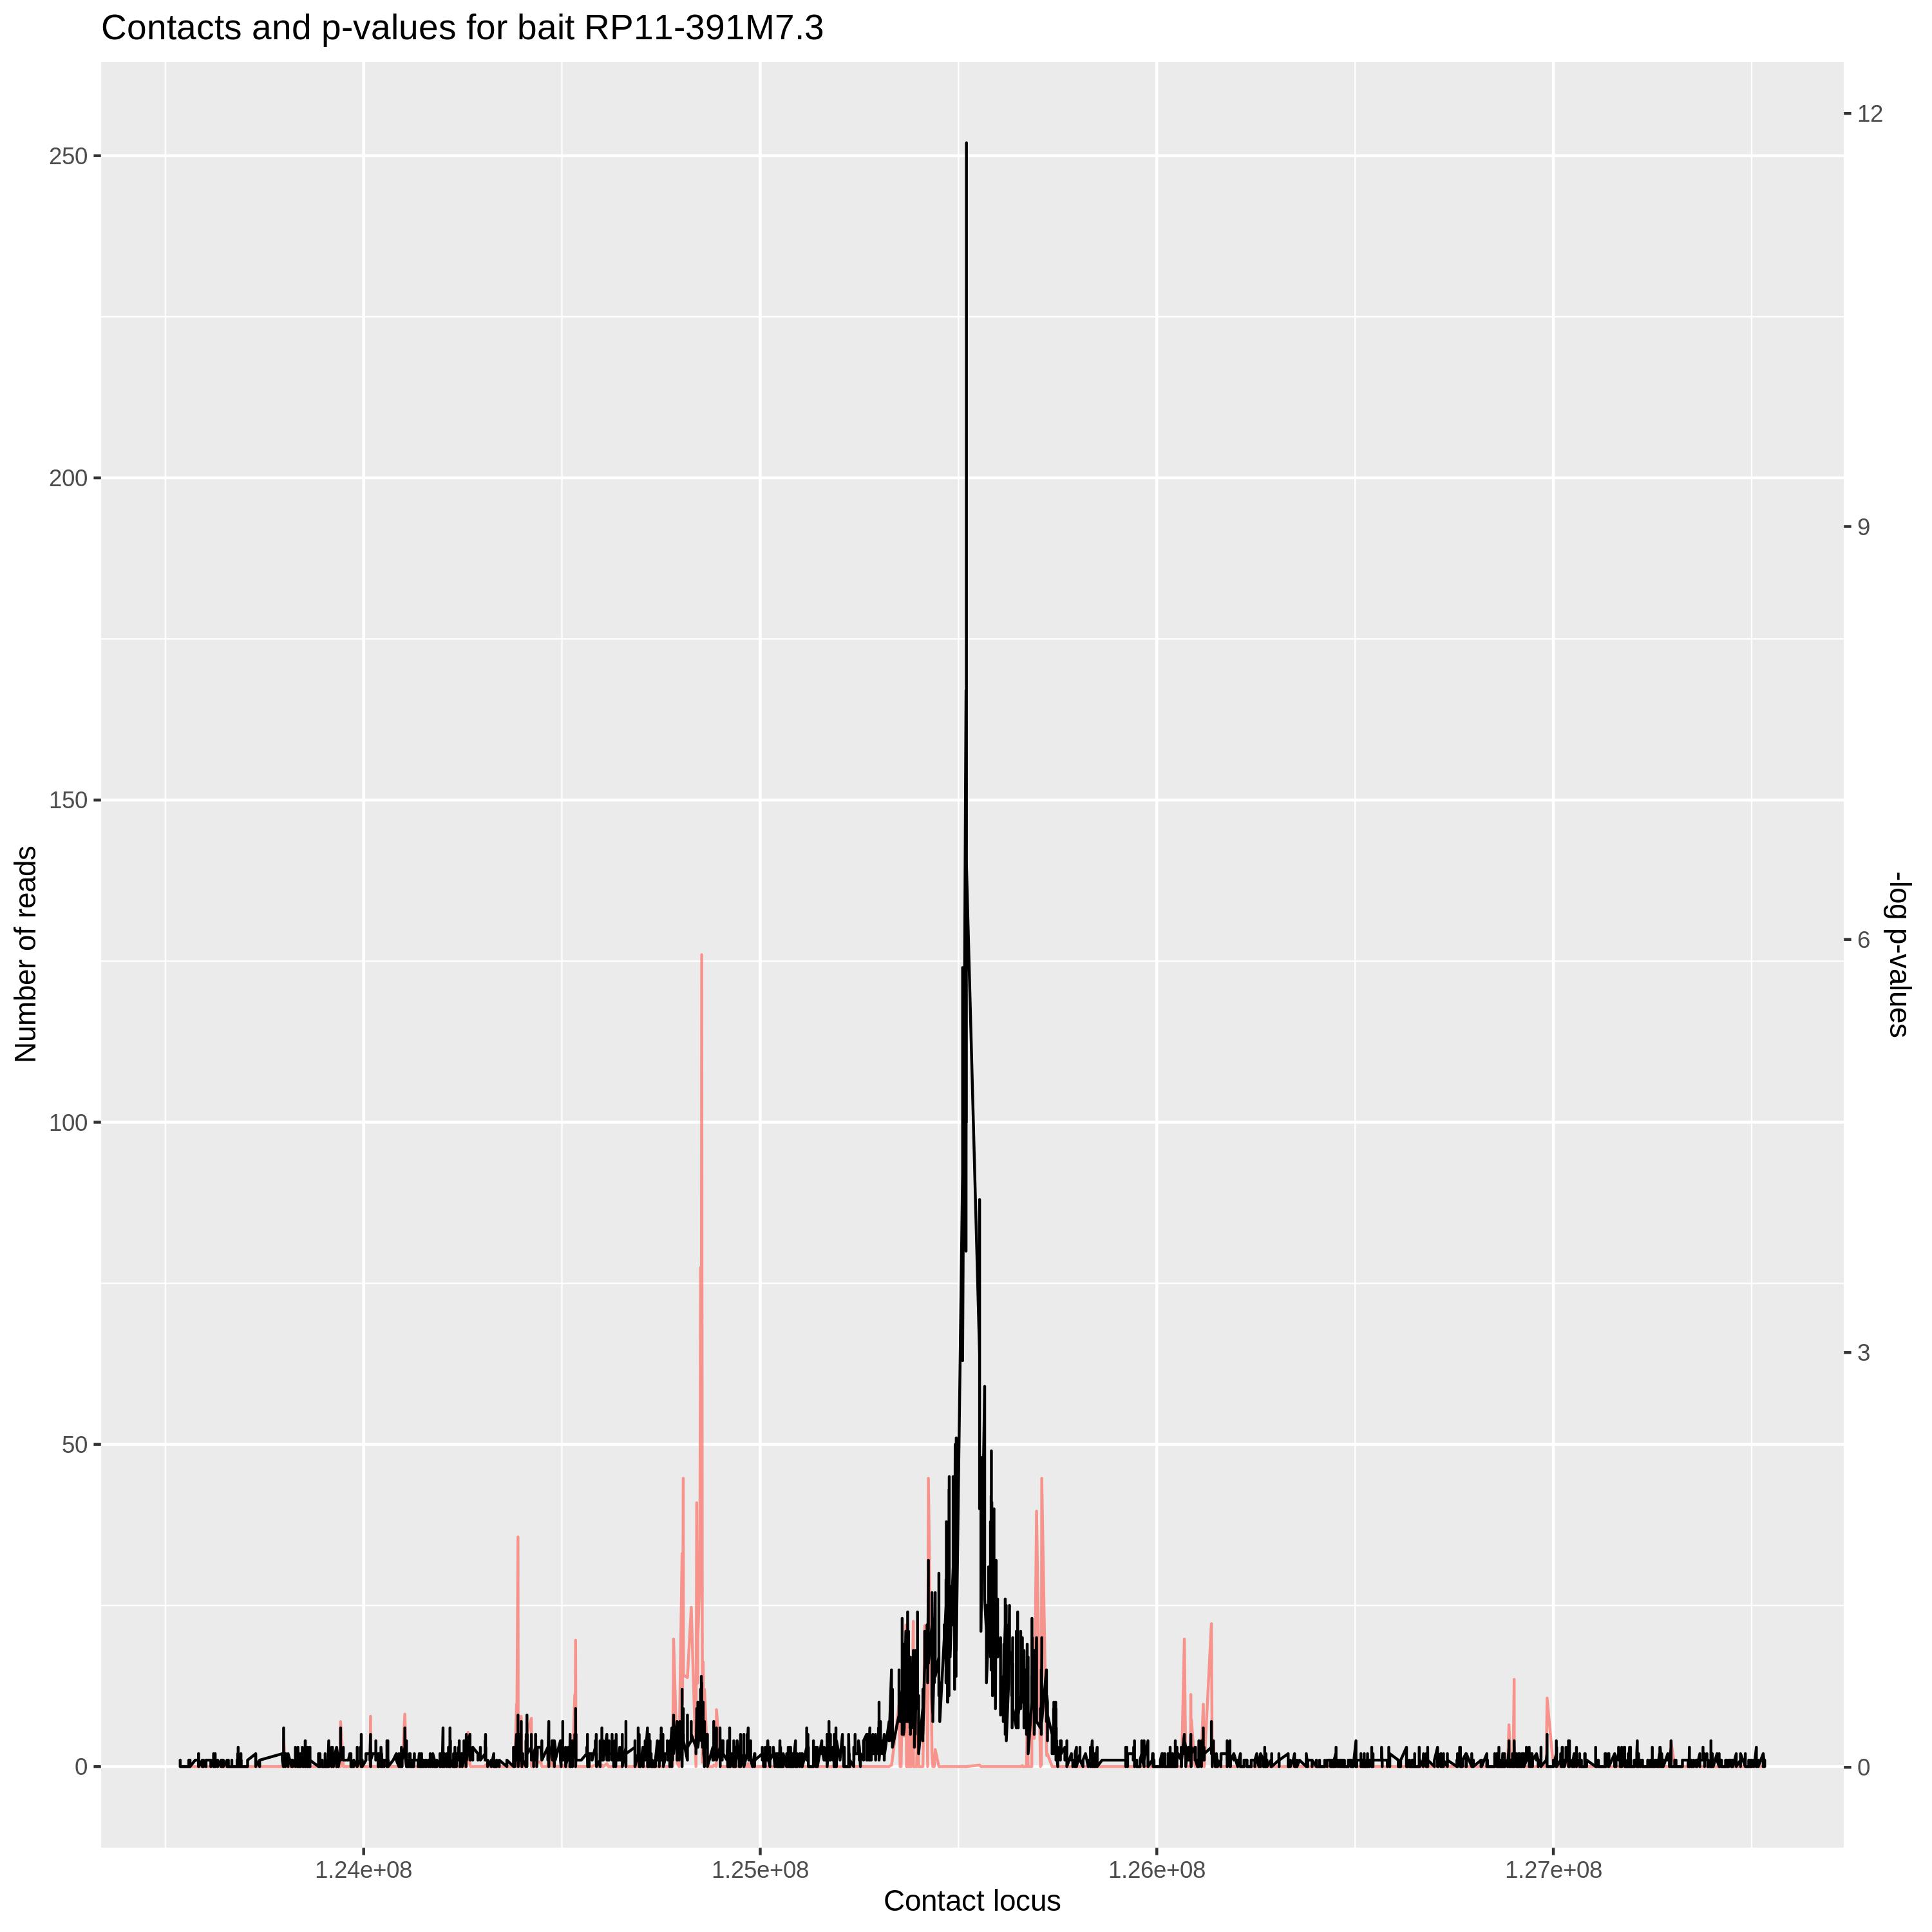 Contacts and p-values for bait RP11-391M7.3
250
200
150
100
50
0
Number of reads
12
9
6
3
0
-log p-values
1.24e+08
1.25e+08
1.26e+08
1.27e+08
Contact locus